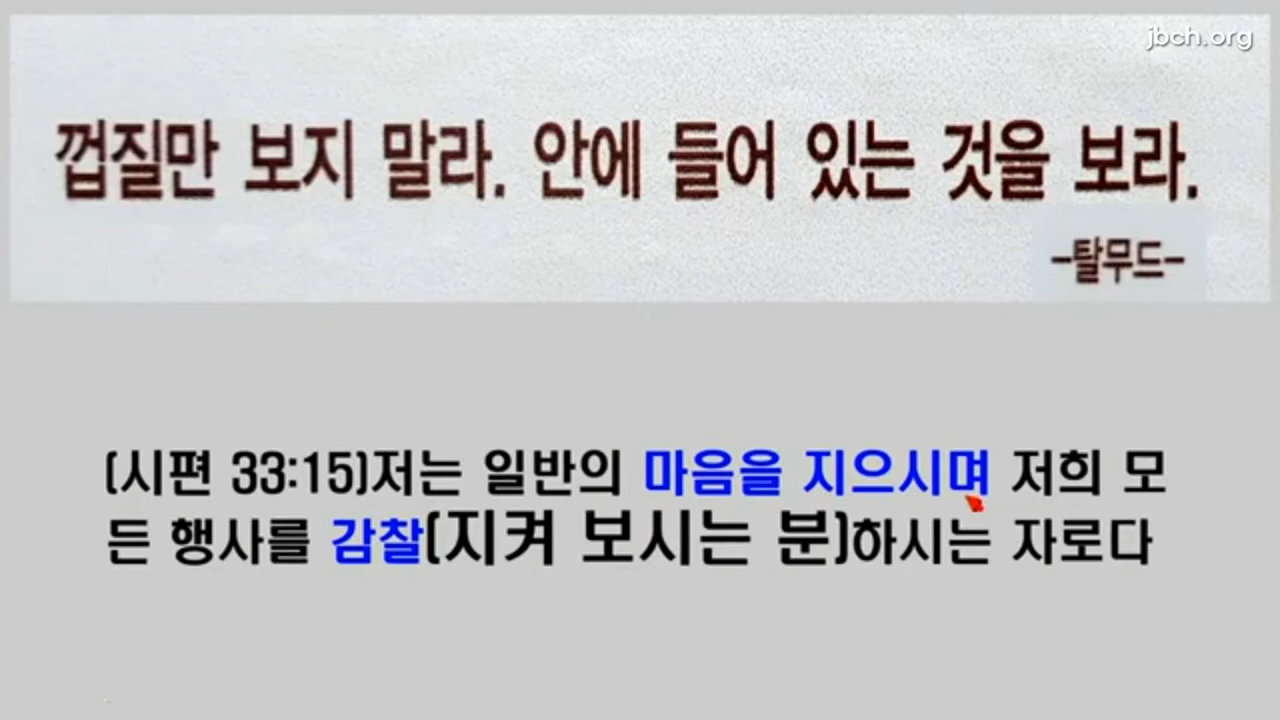 jbch.org
껍질만 보지 말라. 안에 들어 있는 것을 보라.
-탈무드-
(시편 33:15)저는 일반의 마음을 지으시며 저희 모
든 행사를 감찰(지켜 보시는 분)하시는 자로다